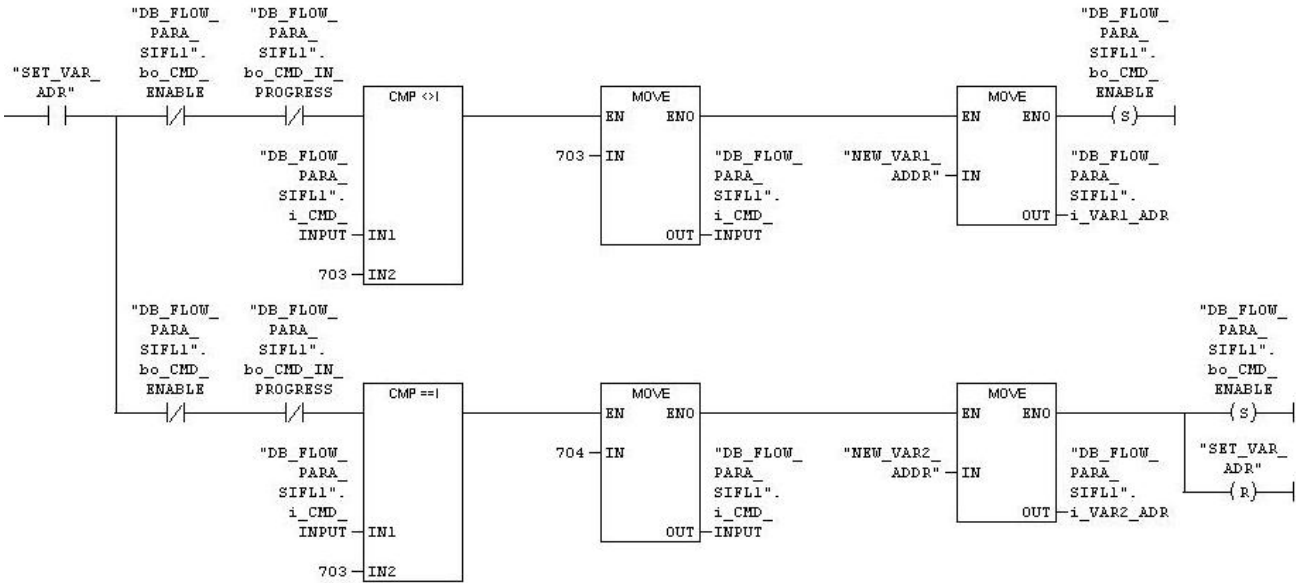 "DB_FLOW_
PARA_
SIFL1".
bo_CMD_
ENABLE
"DB_FLOW_
PARA_
SIFL1".
bo_CMD_IN_
PROGRESS
"DB_FLOW_
PARA_
SIFL1".
bo_CMD_
ENABLE
"SET_VAR_
ADR"
CMP <>I
MOVE
EN ENO
MOVE
EN ENO
(S)
"DB_FLOW_
PARA_
SIFL1".
i_CMD_
INPUT
IN1
703
IN2
703
IN
"DB_FLOW_
PARA_
SIFL1".
i_CMD_
INPUT
OUT
"NEW_VAR1_
ADDR"
IN
"DB_FLOW_
PARA_
SIFL1".
i_VAR1_ADR
OUT
"DB_FLOW_
PARA_
SIFL1".
bo_CMD_
ENABLE
"DB_FLOW_
PARA_
SIFL1".
bo_CMD_IN_
PROGRESS
"DB_FLOW_
PARA_
SIFL1".
bo_CMD_
ENABLE
CMP ==I
MOVE
EN ENO
MOVE
EN ENO
(S)
"DB_FLOW_
PARA_
SIFL1".
i_CMD_
INPUT
IN1
703
IN2
704
IN
"DB_FLOW_
PARA_
SIFL1".
i_CMD_
INPUT
OUT
"NEW_VAR2_
ADDR"
IN
"DB_FLOW_
PARA_
SIFL1".
i_VAR2_ADR
OUT
"SET_VAR_
ADR"
(R)